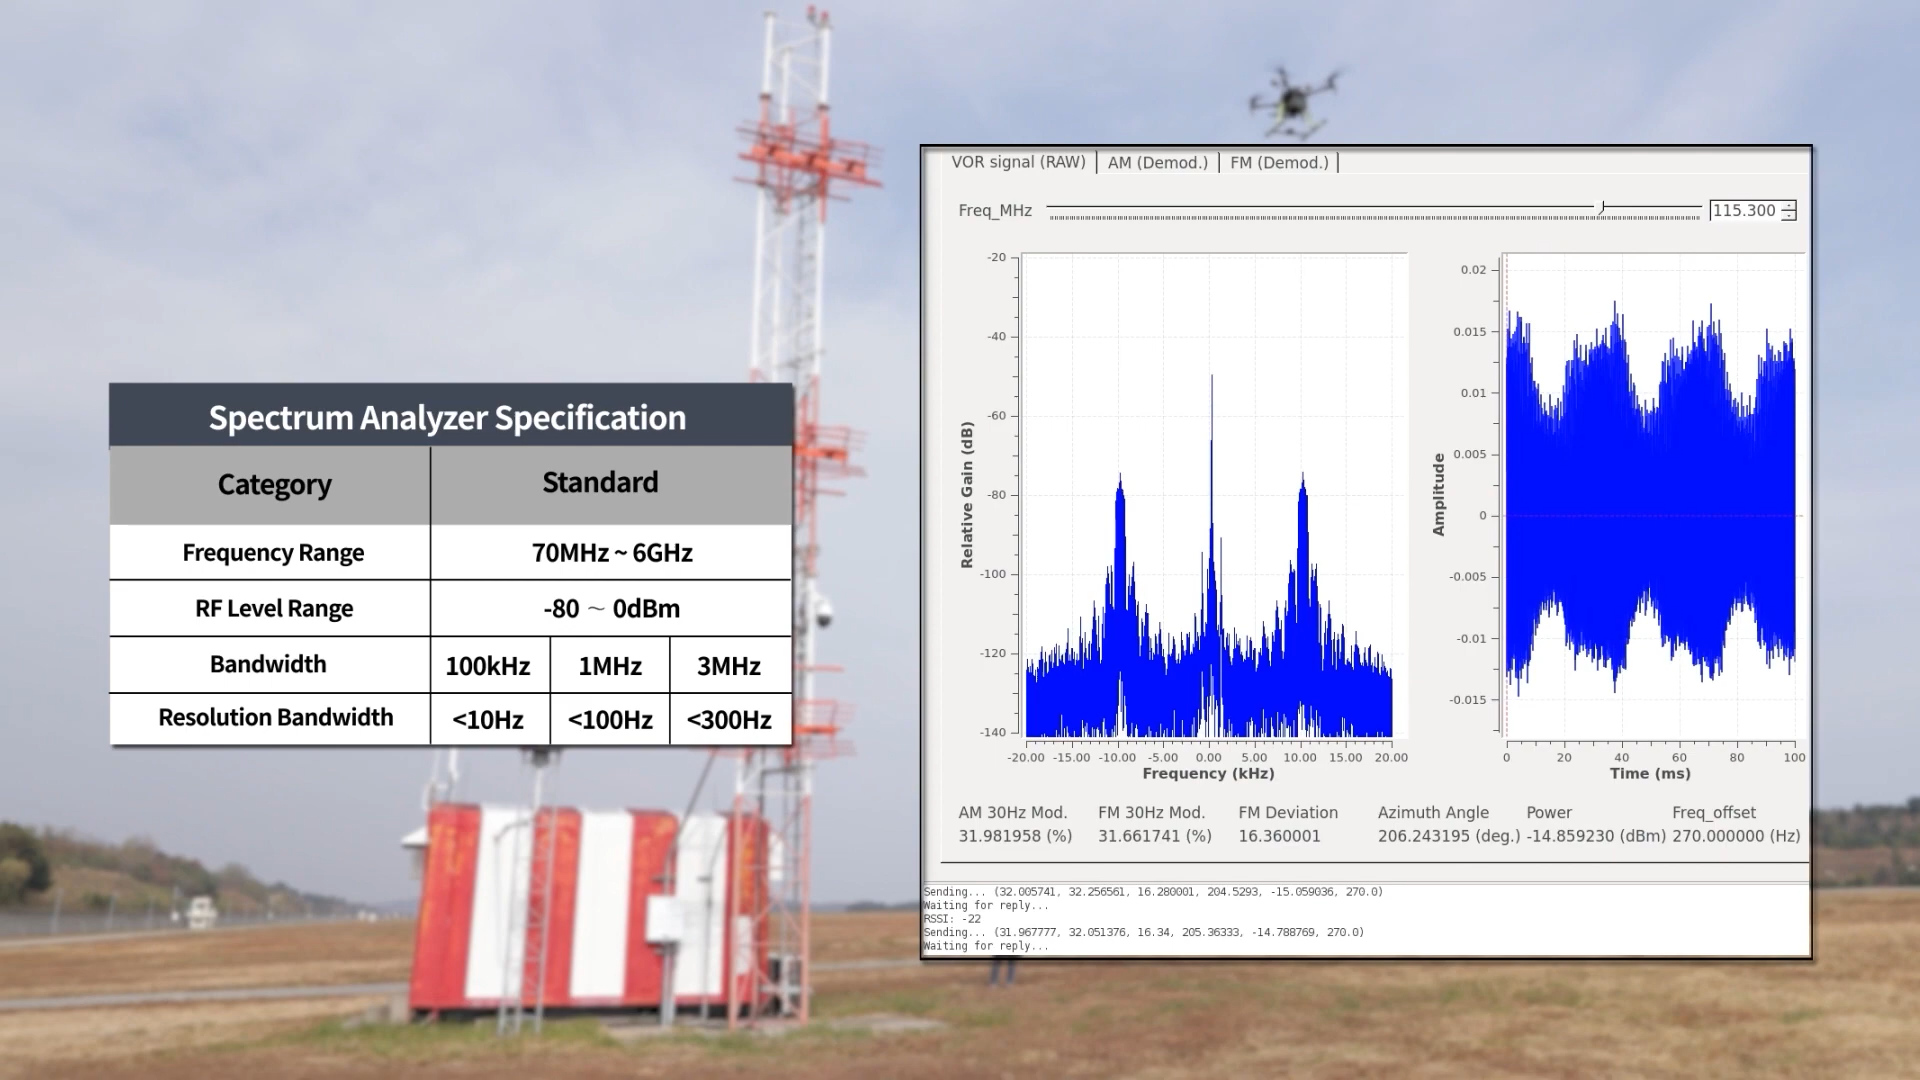 Spectrum Analyzer Specification
Category Standard
Frequency Range 70MHz ~ 6GHz
RF Level Range -80 ~ 0dBm
Bandwidth 100kHz 1MHz 3MHz
Resolution Bandwidth <10Hz <100Hz <300Hz
VOR signal (RAW) AM (Demod.) FM (Demod.)
Freq_MHz 115.300
Relative Gain (dB)
-20
-40
-60
-80
-100
-120
-140
-20.00 -15.00 -10.00 -5.00 0.00 5.00 10.00 15.00 20.00
Frequency (kHz)
Amplitude
0.02
0.015
0.01
0.005
0
-0.005
-0.01
-0.015
0 20 40 60 80 100
Time (ms)
AM 30Hz Mod. FM 30Hz Mod. FM Deviation Azimuth Angle Power Freq_offset
31.981958 (%) 31.661741 (%) 16.360001 206.243195 (deg.) -14.859230 (dBm) 270.000000 (Hz)
Sending... (32.005741, 32.256561, 16.280001, 204.5293, -15.059036, 270.0)
Waiting for reply...
RSSI: -22
Sending... (31.967777, 32.051376, 16.34, 205.36333, -14.788769, 270.0)
Waiting for reply...